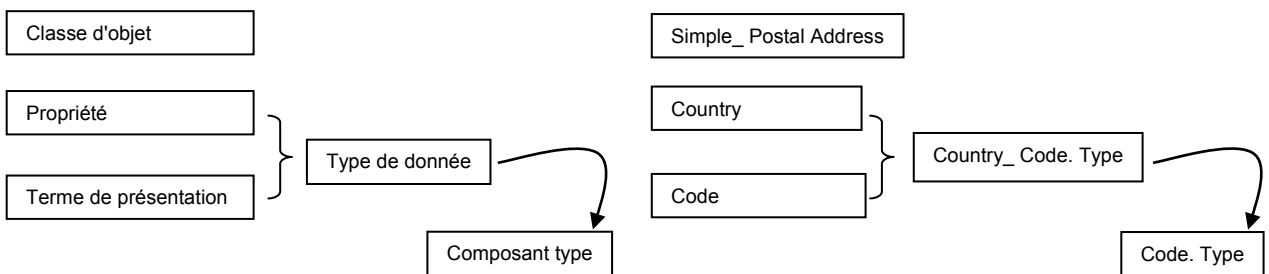 Classe d'objet
Propriété
Terme de présentation
Type de donnée
Composant type
Simple_ Postal Address
Country
Code
Country_ Code. Type
Code. Type